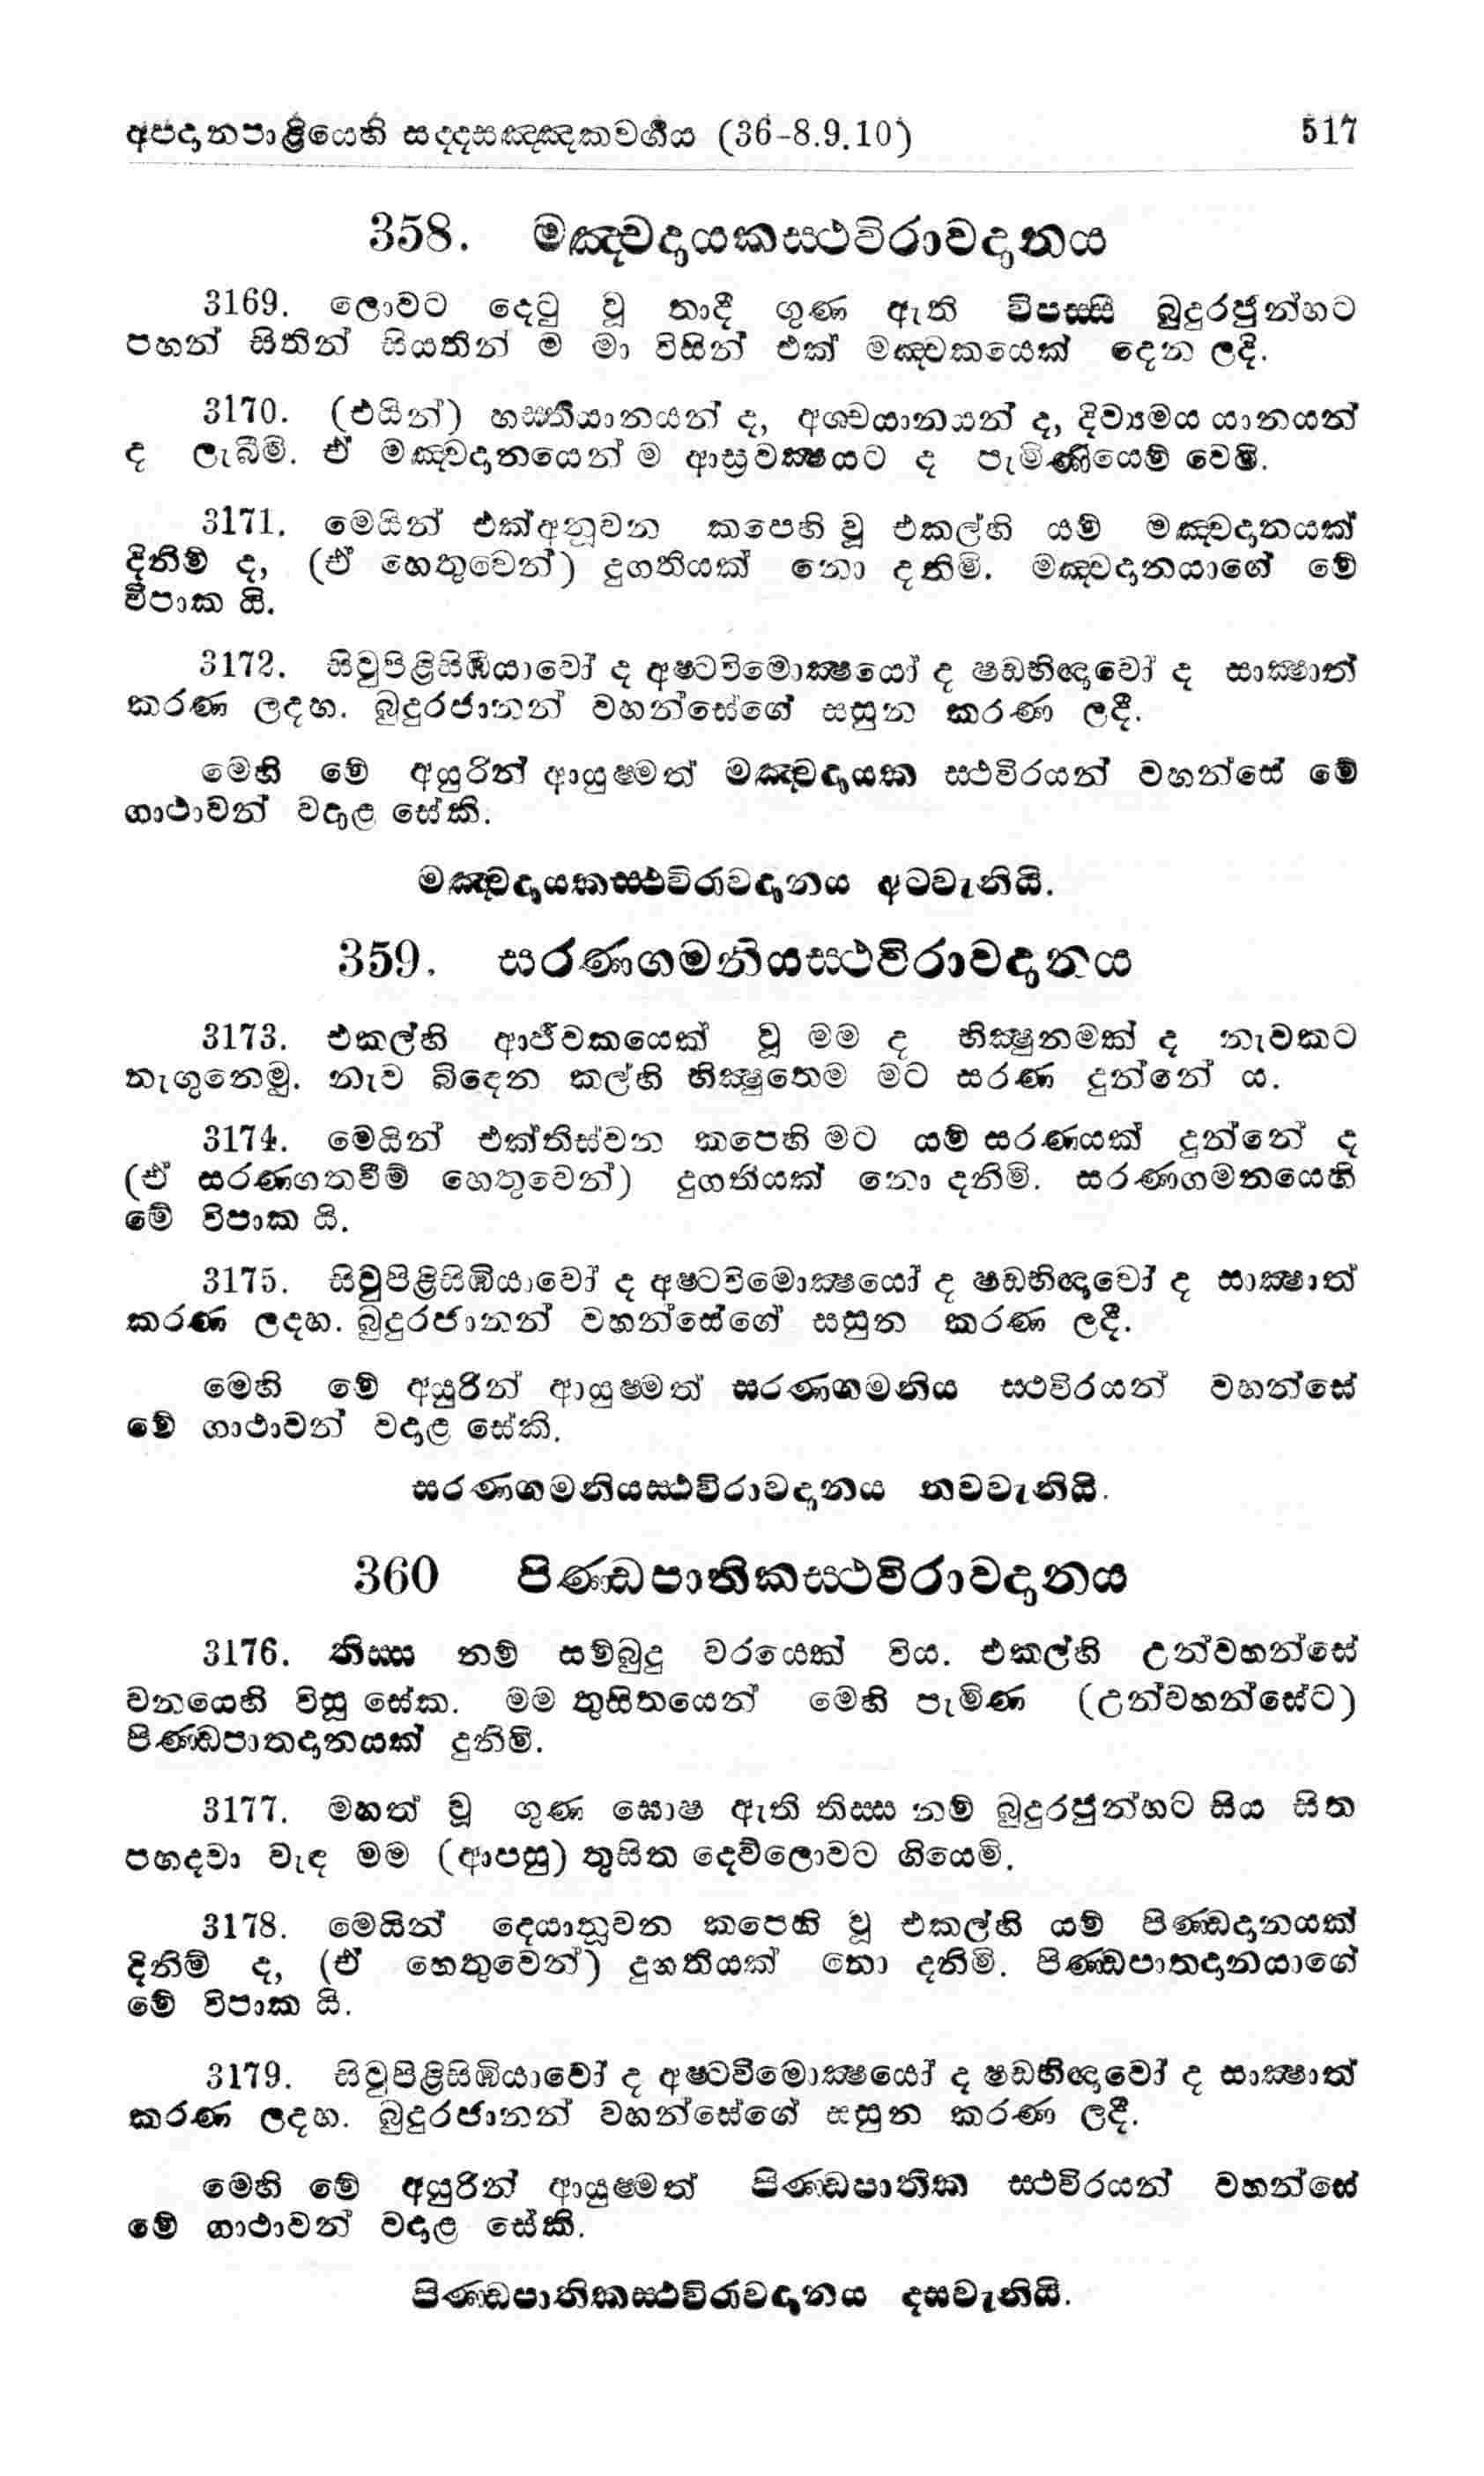 අපදානපාළියෙහි සද්දසඤ්ඤකවර්‍ගය (36-8.9.10) 517
358. මඤ්චදායකස්ථවිරාවදානය
3169. ලොවට දෙටු වූ තාදී ගුණ ඇති විපස්සී බුදුරජුන්හට
පහන් සිතින් සියතින් ම මා විසින් එක් මඤ්චකයෙක් දෙන ලදි.
3170. (එයින්) හස්තියානයන් ද, අශ්වයානයන් ද, දිව්‍යමය යානයන්
ද ලැබීමි. ඒ මඤ්චදානයෙන් ම ආස්‍රවක්‍ෂයට ද පැමිණියෙම් වෙමි.
3171. මෙයින් එක්අනූවන කපෙහි වූ එකල්හි යම් මඤ්චදානයක්
දිනිම් ද, (ඒ හෙතුවෙන්) දුගතියක් නො දනිමි. මඤ්චදානයාගේ මේ
විපාක යි.
3172. සිවුපිළිසිඹියාවෝ ද අෂ්ටවිමොක්‍ෂයෝ ද ෂඩභිඥාවෝ ද සාක්‍ෂාත්
කරණ ලදහ. බුදුරජානන් වහන්සේගේ සසුන කරණ ලදී.
මෙහි මේ අයුරින් ආයුෂ්මත් මඤ්චදායක ස්ථවිරයන් වහන්සේ මේ
ගාථාවන් වදාළ සේකි.
මඤ්චදායකස්ථවිරාවදානය අටවැනියි.
359. සරණගමනියස්ථවිරාවදානය
3173. එකල්හි ආජීවකයෙක් වූ මම ද භික්‍ෂුනමක් ද නැවකට
නැගුනෙමු. නැව බිඳෙන කල්හි භික්‍ෂුතෙම මට සරණ දුන්නේ ය.
3174. මෙයින් එක්තිස්වන කපෙහි මට යම් සරණයක් දුන්නේ ද
(ඒ සරණගතවීම් හෙතුවෙන්) දුගතියක් නො දනිමි. සරණගමනයෙහි
මේ විපාක යි.
3175. සිවුපිළිසිඹියාවෝ ද අෂ්ටවිමොක්‍ෂයෝ ද ෂඩභිඥාවෝ ද සාක්‍ෂාත්
කරණ ලදහ. බුදුරජානන් වහන්සේගේ සසුන කරණ ලදී.
මෙහි මේ අයුරින් ආයුෂ්මත් සරණගමනිය ස්ථවිරයන් වහන්සේ
මේ ගාථාවන් වදාළ සේකි.
සරණගමනියස්ථවිරාවදානය නවවැනියි.
360 පිණ්ඩපාතිකස්ථවිරාවදානය
3176. තිස්ස නම් සම්බුදු වරයෙක් විය. එකල්හි උන්වහන්සේ
වනයෙහි විසූ සේක. මම තුසිතයෙන් මෙහි පැමිණ (උන්වහන්සේට)
පිණ්ඩපාතදානයක් දුනිමි.
3177. මහත් වූ ගුණ ඝොෂ ඇති තිස්ස නම් බුදුරජුන්හට සිය සිත
පහදවා වැඳ මම (ආපසු) තුසිත දෙව්ලොවට ගියෙමි.
3178. මෙයින් දෙයානූවන කපෙහි වූ එකල්හි යම් පිණ්ඩදානයක්
දිනිම් ද, (ඒ හෙතුවෙන්) දුගතියක් නො දනිමි. පිණ්ඩපාතදානයාගේ
මේ විපාක යි.
3179. සිවුපිළිසිඹියාවෝ ද අෂ්ටවිමොක්‍ෂයෝ ද ෂඩභිඥාවෝ ද සාක්‍ෂාත්
කරණ ලදහ. බුදුරජානන් වහන්සේගේ සසුන කරණ ලදී.
මෙහි මේ අයුරින් ආයුෂ්මත් පිණ්ඩපාතික ස්ථවිරයන් වහන්සේ
මේ ගාථාවන් වදාළ සේකි.
පිණ්ඩපාතිකස්ථවිරාවදානය දසවැනියි.